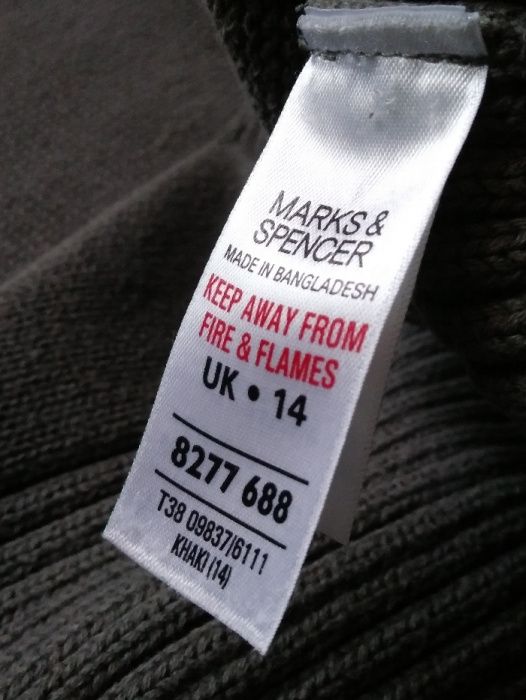 MARKS &
SPENCER
MADE IN BANGLADESH
KEEP AWAY FROM
FIRE & FLAMES
UK • 14
8277 688
T38 09837/6111
KHAKI (14)